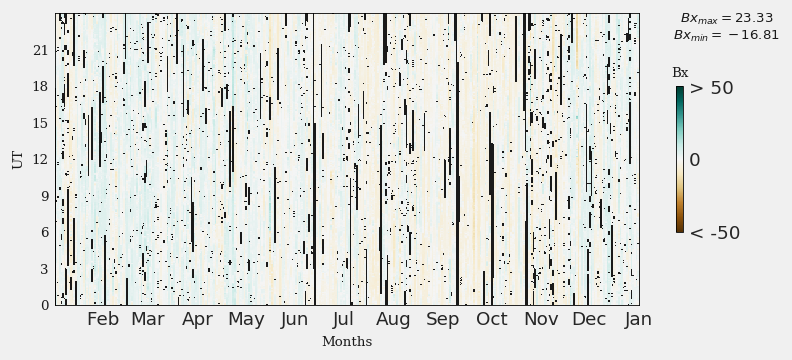 Bx_max = 23.33
Bx_min = −16.81
Bx
> 50
0
< -50
UT
21
18
15
12
9
6
3
0
Feb Mar Apr May Jun Jul Aug Sep Oct Nov Dec Jan
Months